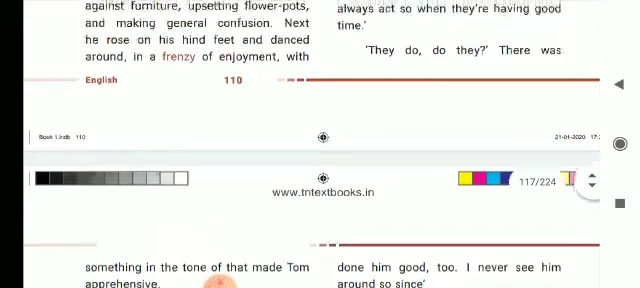 against furniture, upsetting flower-pots,
and making general confusion. Next
he rose on his hind feet and danced
around, in a frenzy of enjoyment, with
always act so when they're having good
time.'
'They do, do they?' There was
English 110
Book 1.indb 110
21-01-2020 17:
www.tntextbooks.in
117/224
something in the tone of that made Tom
apprehensive.
done him good, too. I never see him
around so since'